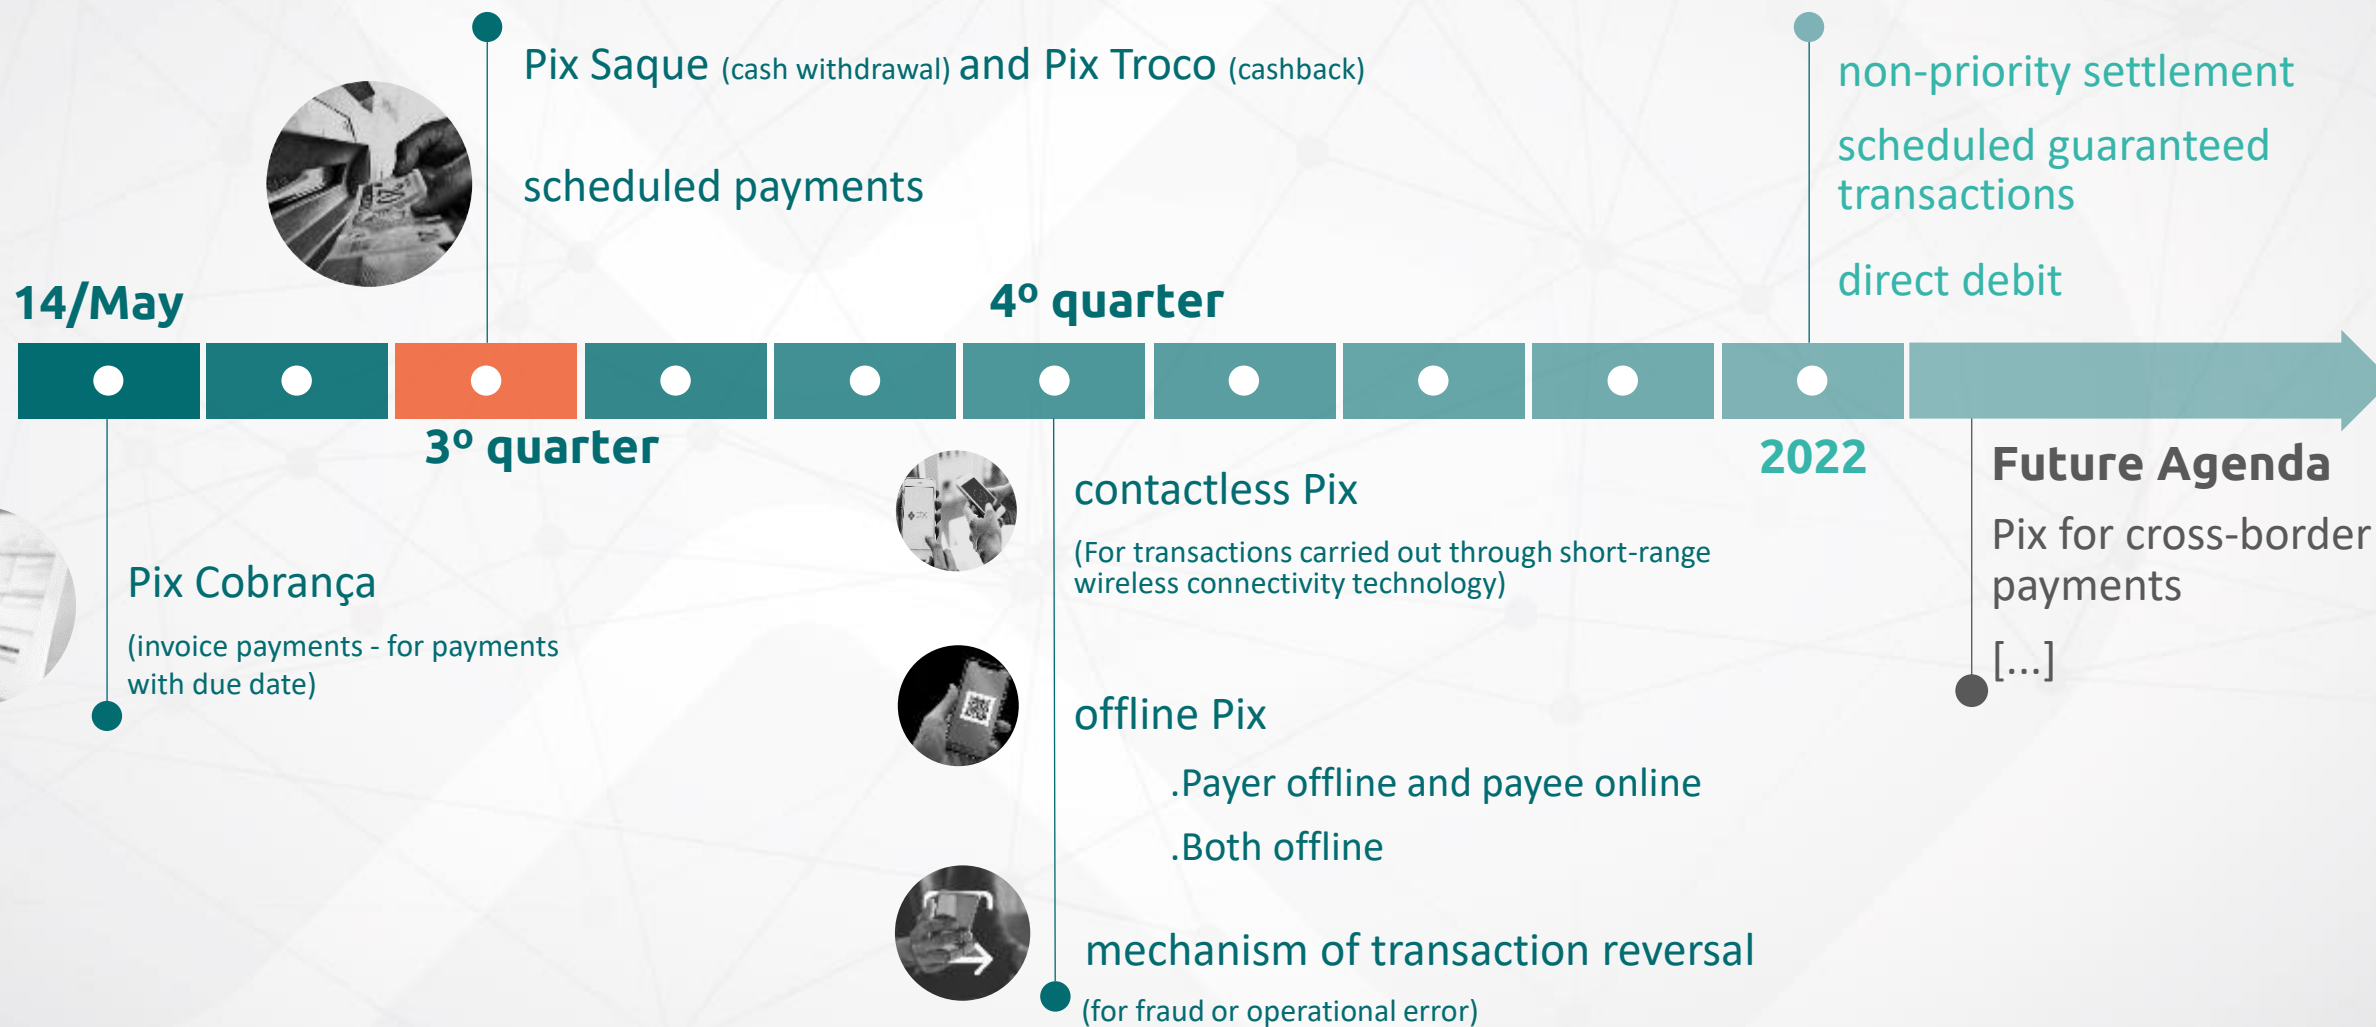 Pix Saque (cash withdrawal) and Pix Troco (cashback)
scheduled payments
non-priority settlement
scheduled guaranteed
transactions
direct debit
14/May
4º quarter
3º quarter
2022
Pix Cobrança
(invoice payments - for payments
with due date)
contactless Pix
(For transactions carried out through short-range
wireless connectivity technology)
offline Pix
.Payer offline and payee online
.Both offline
mechanism of transaction reversal
(for fraud or operational error)
Future Agenda
Pix for cross-border
payments
[...]